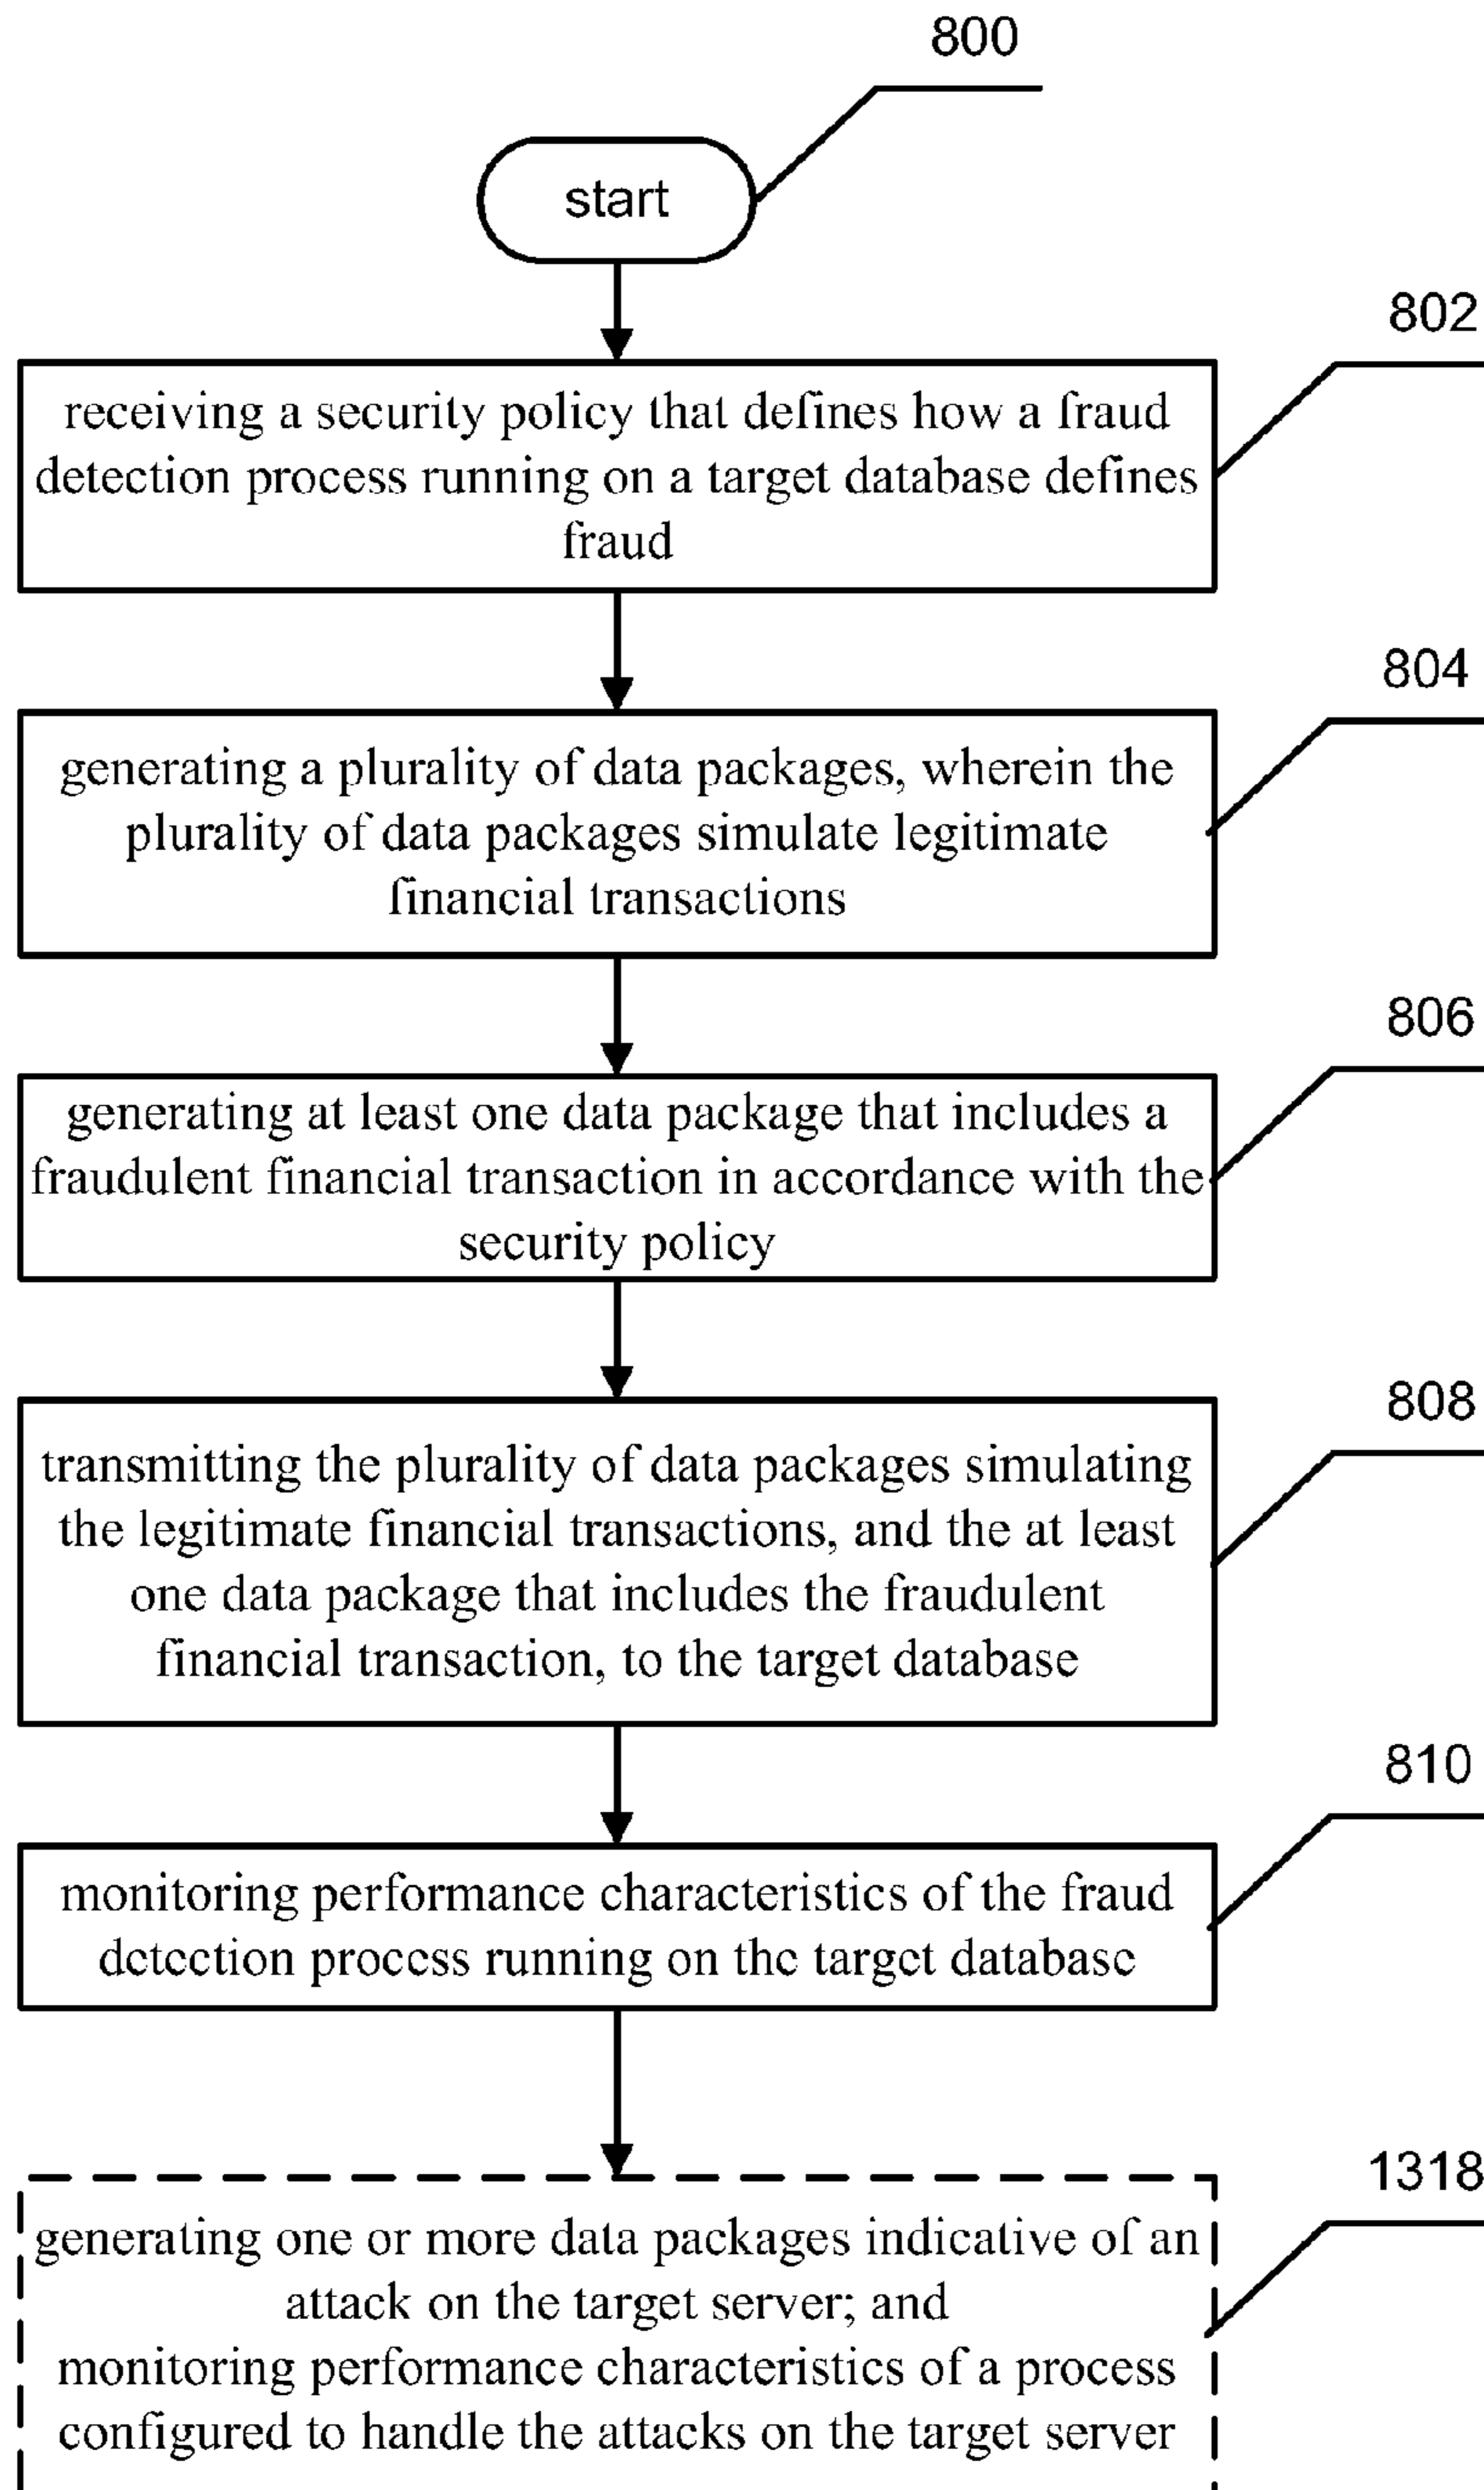 800
start
802
receiving a security policy that defines how a fraud
detection process running on a target database defines
fraud
804
generating a plurality of data packages, wherein the
plurality of data packages simulate legitimate
financial transactions
806
generating at least one data package that includes a
fraudulent financial transaction in accordance with the
security policy
808
transmitting the plurality of data packages simulating
the legitimate financial transactions, and the at least
one data package that includes the fraudulent
financial transaction, to the target database
810
monitoring performance characteristics of the fraud
detection process running on the target database
1318
generating one or more data packages indicative of an
attack on the target server; and
monitoring performance characteristics of a process
configured to handle the attacks on the target server